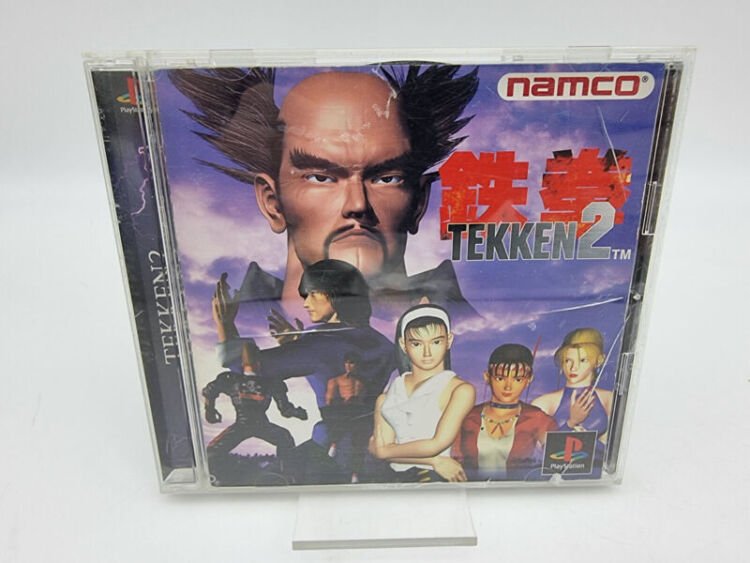 namco®
鉄拳
TEKKEN2™
PlayStation
TEKKEN2
PlayStation